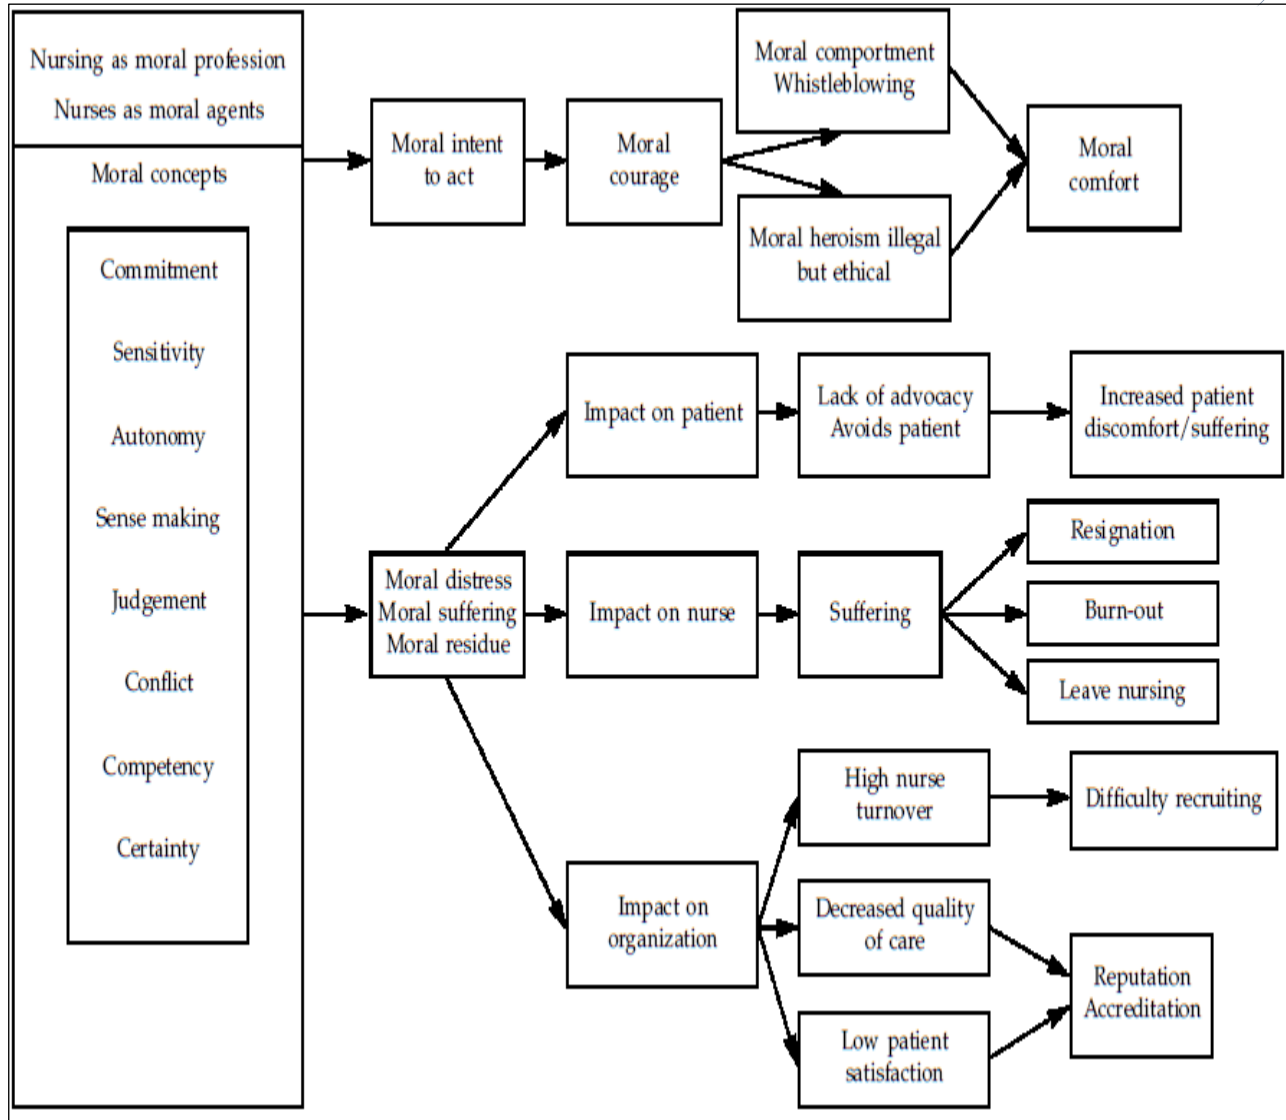 Nursing as moral profession
Nurses as moral agents
Moral concepts
Commitment
Sensitivity
Autonomy
Sense making
Judgement
Conflict
Competency
Certainty
Moral intent
to act
Moral
courage
Moral comportment
Whistleblowing
Moral heroism illegal
but ethical
Moral
comfort
Moral distress
Moral suffering
Moral residue
Impact on patient
Lack of advocacy
Avoids patient
Increased patient
discomfort/suffering
Impact on nurse
Suffering
Resignation
Burn-out
Leave nursing
Impact on
organization
High nurse
turnover
Difficulty recruiting
Decreased quality
of care
Low patient
satisfaction
Reputation
Accreditation